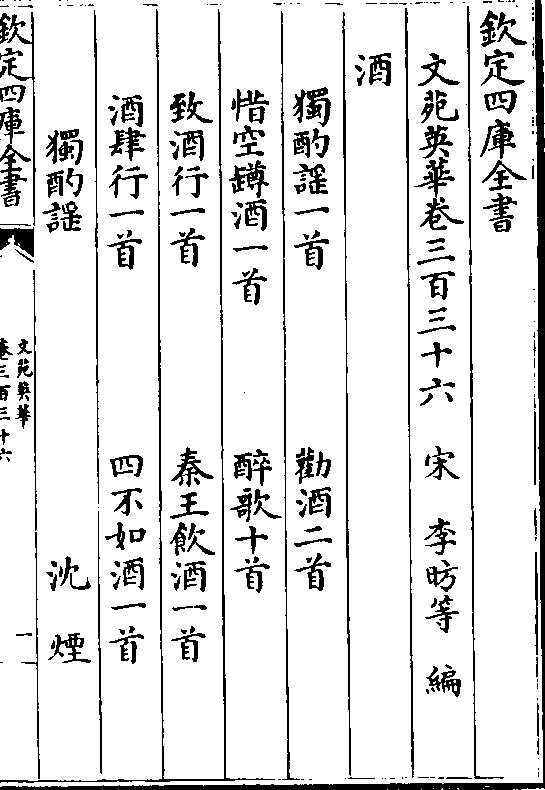 欽定四庫全書
文苑英華卷三百三十六　宋　李昉等　編
酒
獨酌謡一首　勸酒二首
惜空罇酒一首　醉歌十首
致酒行一首　秦王飲酒一首
酒肆行一首　四不如酒一首
獨酌謡　沈煙
欽定四庫全書
文苑英華
卷三百三十六
一